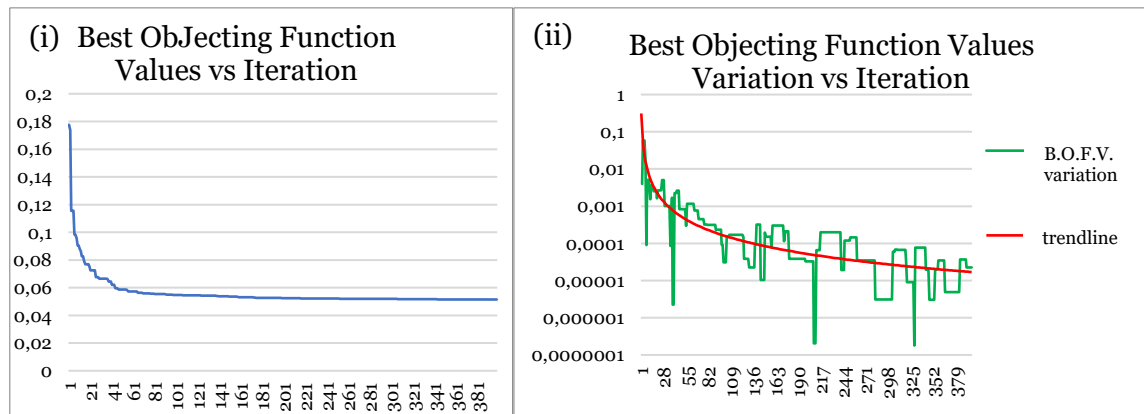 (i) Best ObJecting Function
Values vs Iteration
0,2
0,18
0,16
0,14
0,12
0,1
0,08
0,06
0,04
0,02
0
1 21 41 61 81 101 121 141 161 181 201 221 241 261 281 301 321 341 361 381
(ii) Best Objecting Function Values
Variation vs Iteration
1
0,1
0,01
0,001
0,0001
0,00001
0,000001
0,0000001
1 28 55 82 109 136 163 190 217 244 271 298 325 352 379
B.O.F.V.
variation
trendline